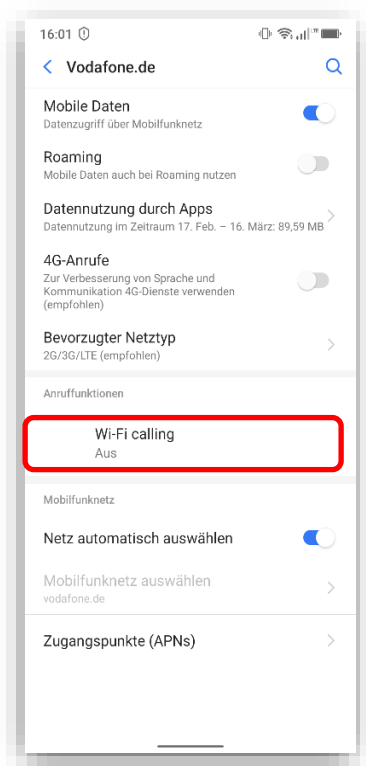 16:01
Vodafone.de
Mobile Daten
Datenzugriff über Mobilfunknetz
Roaming
Mobile Daten auch bei Roaming nutzen
Datennutzung durch Apps
Datennutzung im Zeitraum 17. Feb. – 16. März: 89,59 MB
4G-Anrufe
Zur Verbesserung von Sprache und
Kommunikation 4G-Dienste verwenden
(empfohlen)
Bevorzugter Netztyp
2G/3G/LTE (empfohlen)
Anruffunktionen
Wi-Fi calling
Aus
Mobilfunknetz
Netz automatisch auswählen
Mobilfunknetz auswählen
vodafone.de
Zugangspunkte (APNs)